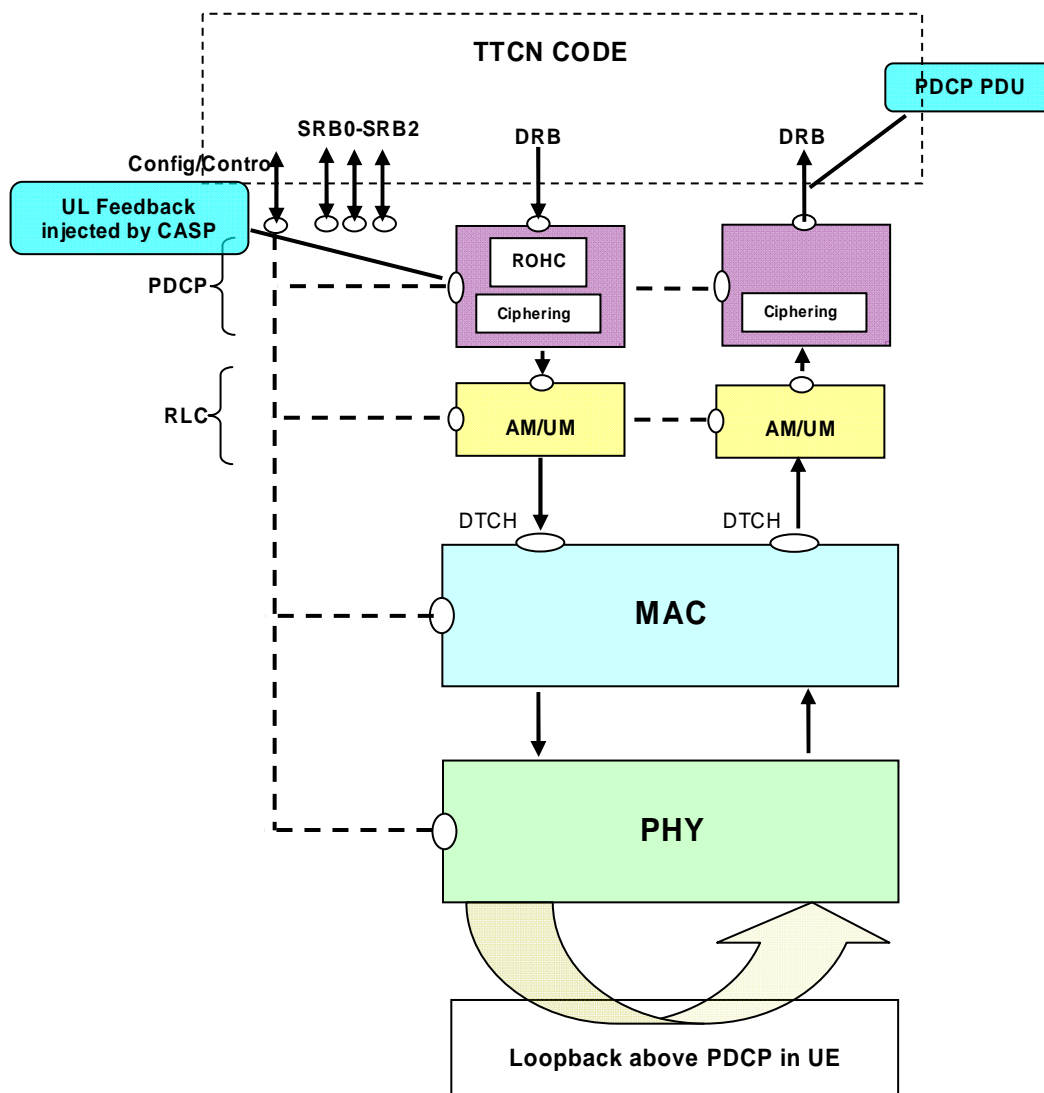 TTCN CODE
PDCP PDU
SRB0-SRB2
DRB
DRB
Config/Contro
UL Feedback
injected by CASP
ROHC
PDCP
Ciphering
Ciphering
RLC
AM/UM
AM/UM
DTCH
DTCH
MAC
PHY
Loopback above PDCP in UE